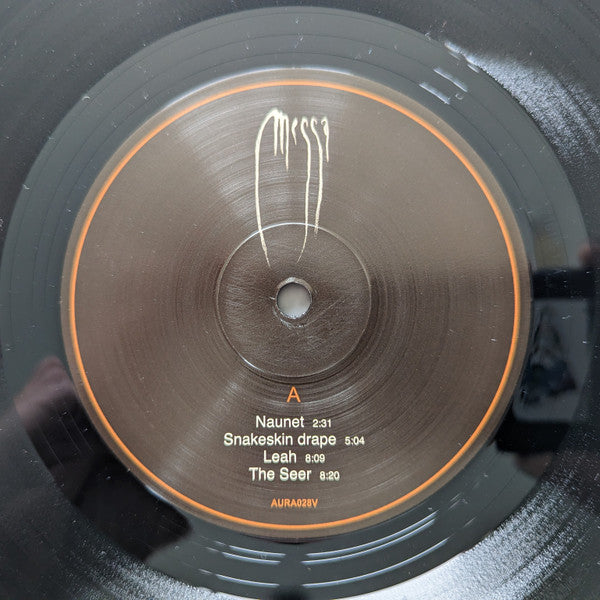 Messa
A
Naunet 2:31
Snakeskin drape 5:04
Leah 8:09
The Seer 8:20
AURA028V